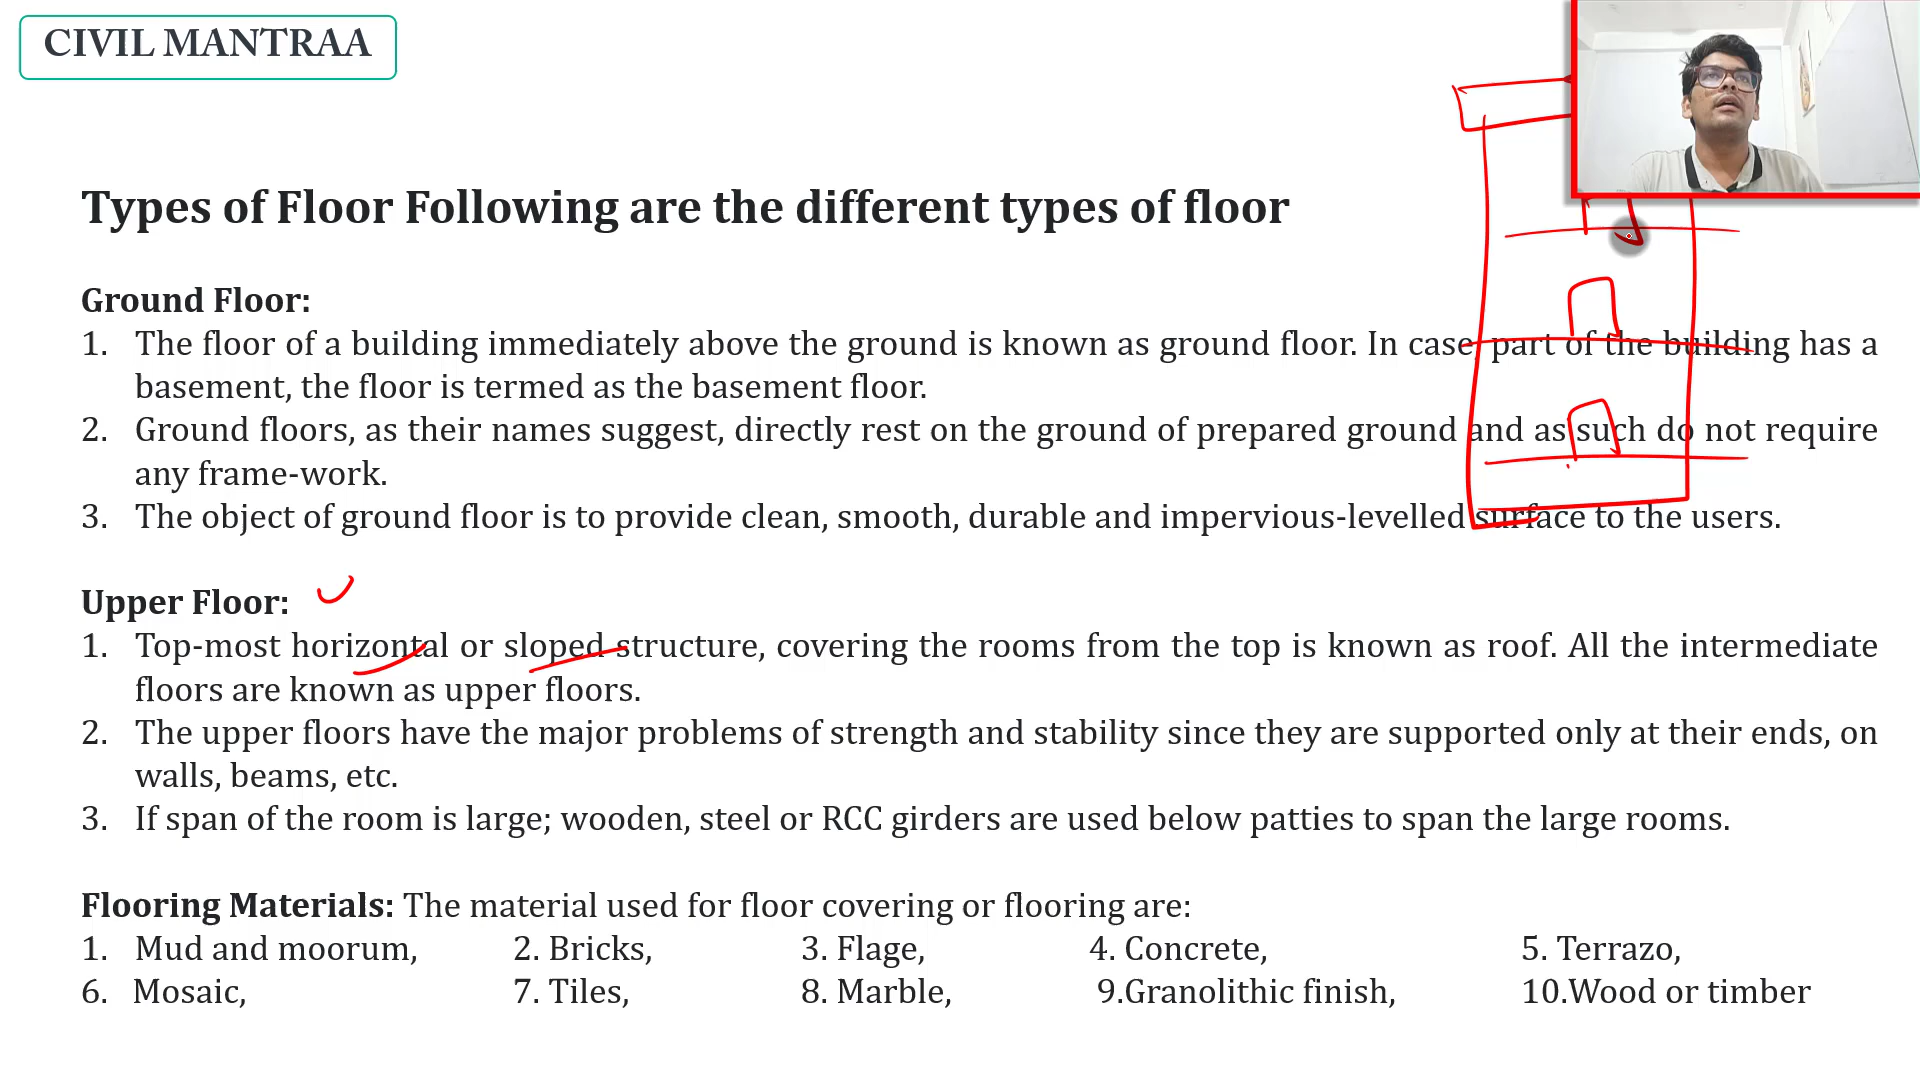 CIVIL MANTRAA
Types of Floor Following are the different types of floor
Ground Floor:
1. The floor of a building immediately above the ground is known as ground floor. In case part of the building has a
basement, the floor is termed as the basement floor.
2. Ground floors, as their names suggest, directly rest on the ground of prepared ground and as such do not require
any frame-work.
3. The object of ground floor is to provide clean, smooth, durable and impervious-levelled surface to the users.
Upper Floor:
1. Top-most horizontal or sloped structure, covering the rooms from the top is known as roof. All the intermediate
floors are known as upper floors.
2. The upper floors have the major problems of strength and stability since they are supported only at their ends, on
walls, beams, etc.
3. If span of the room is large; wooden, steel or RCC girders are used below patties to span the large rooms.
Flooring Materials: The material used for floor covering or flooring are:
1. Mud and moorum, 2. Bricks, 3. Flage, 4. Concrete, 5. Terrazo,
6. Mosaic, 7. Tiles, 8. Marble, 9.Granolithic finish, 10.Wood or timber